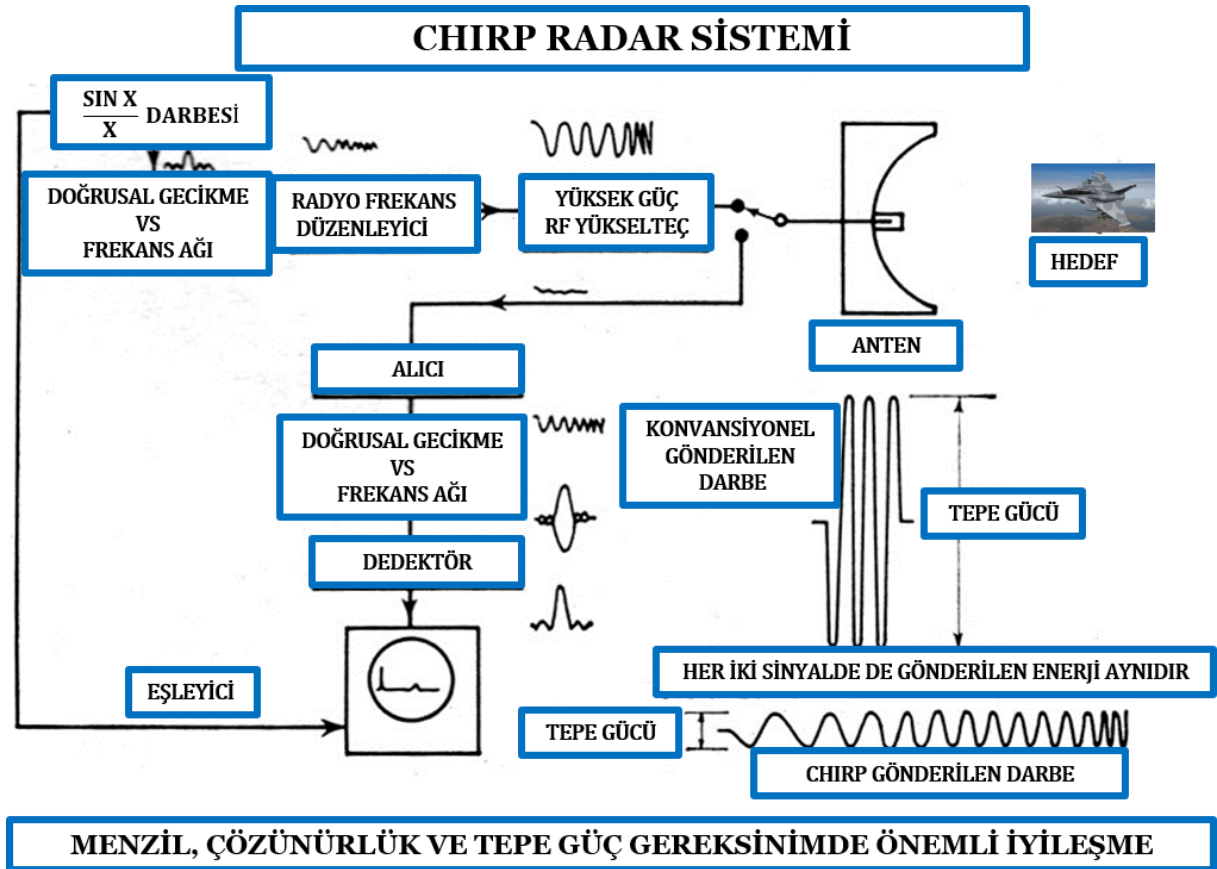 CHIRP RADAR SİSTEMİ
SIN X
X
DARBESİ
DOĞRUSAL GECİKME
VS
FREKANS AĞI
RADYO FREKANS
DÜZENLEYİCİ
YÜKSEK GÜÇ
RF YÜKSELTEÇ
HEDEF
ANTEN
ALICI
DOĞRUSAL GECİKME
VS
FREKANS AĞI
KONVANSİYONEL
GÖNDERİLEN
DARBE
TEPE GÜCÜ
DEDEKTÖR
HER İKİ SİNYALDE DE GÖNDERİLEN ENERJİ AYNIDIR
EŞLEYİCİ
TEPE GÜCÜ
CHIRP GÖNDERİLEN DARBE
MENZİL, ÇÖZÜNÜRLÜK VE TEPE GÜÇ GEREKSİNİMDE ÖNEMLİ İYİLEŞME